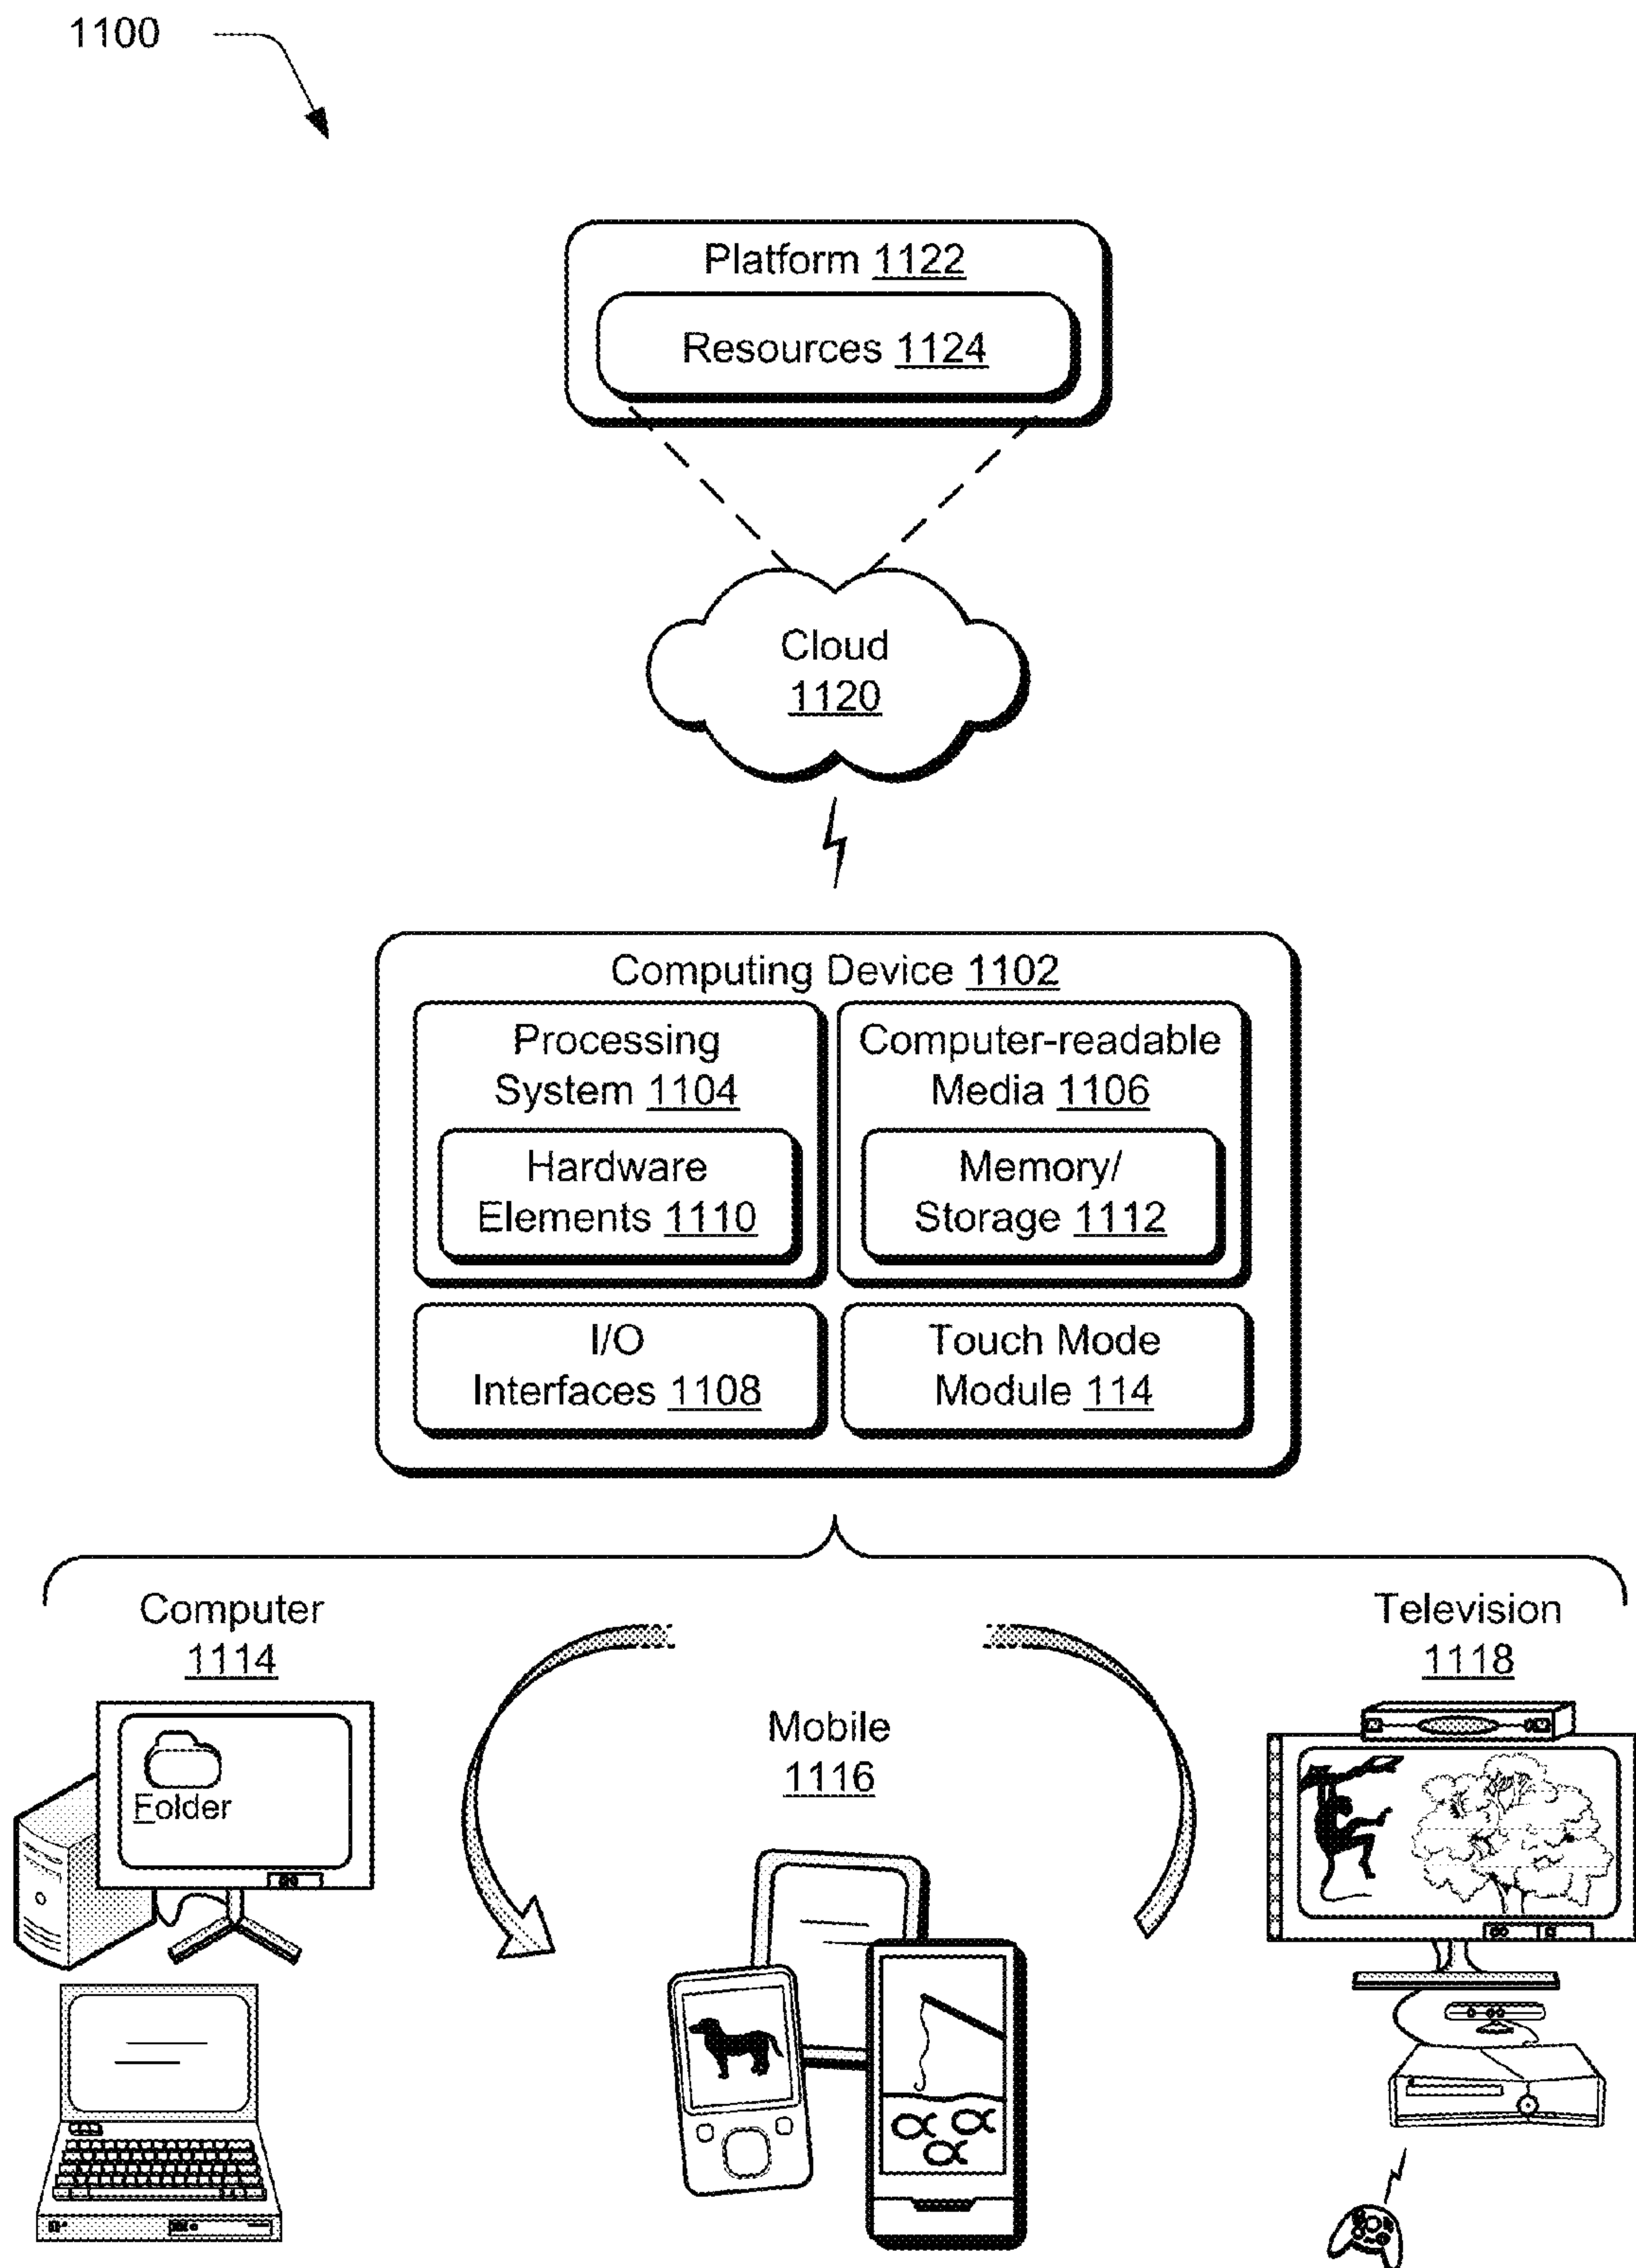 1100
Platform 1122
Resources 1124
Cloud
1120
Computing Device 1102
Processing
System 1104
Hardware
Elements 1110
Computer-readable
Media 1106
Memory/
Storage 1112
I/O
Interfaces 1108
Touch Mode
Module 114
Computer
1114
Folder
Mobile
1116
Television
1118